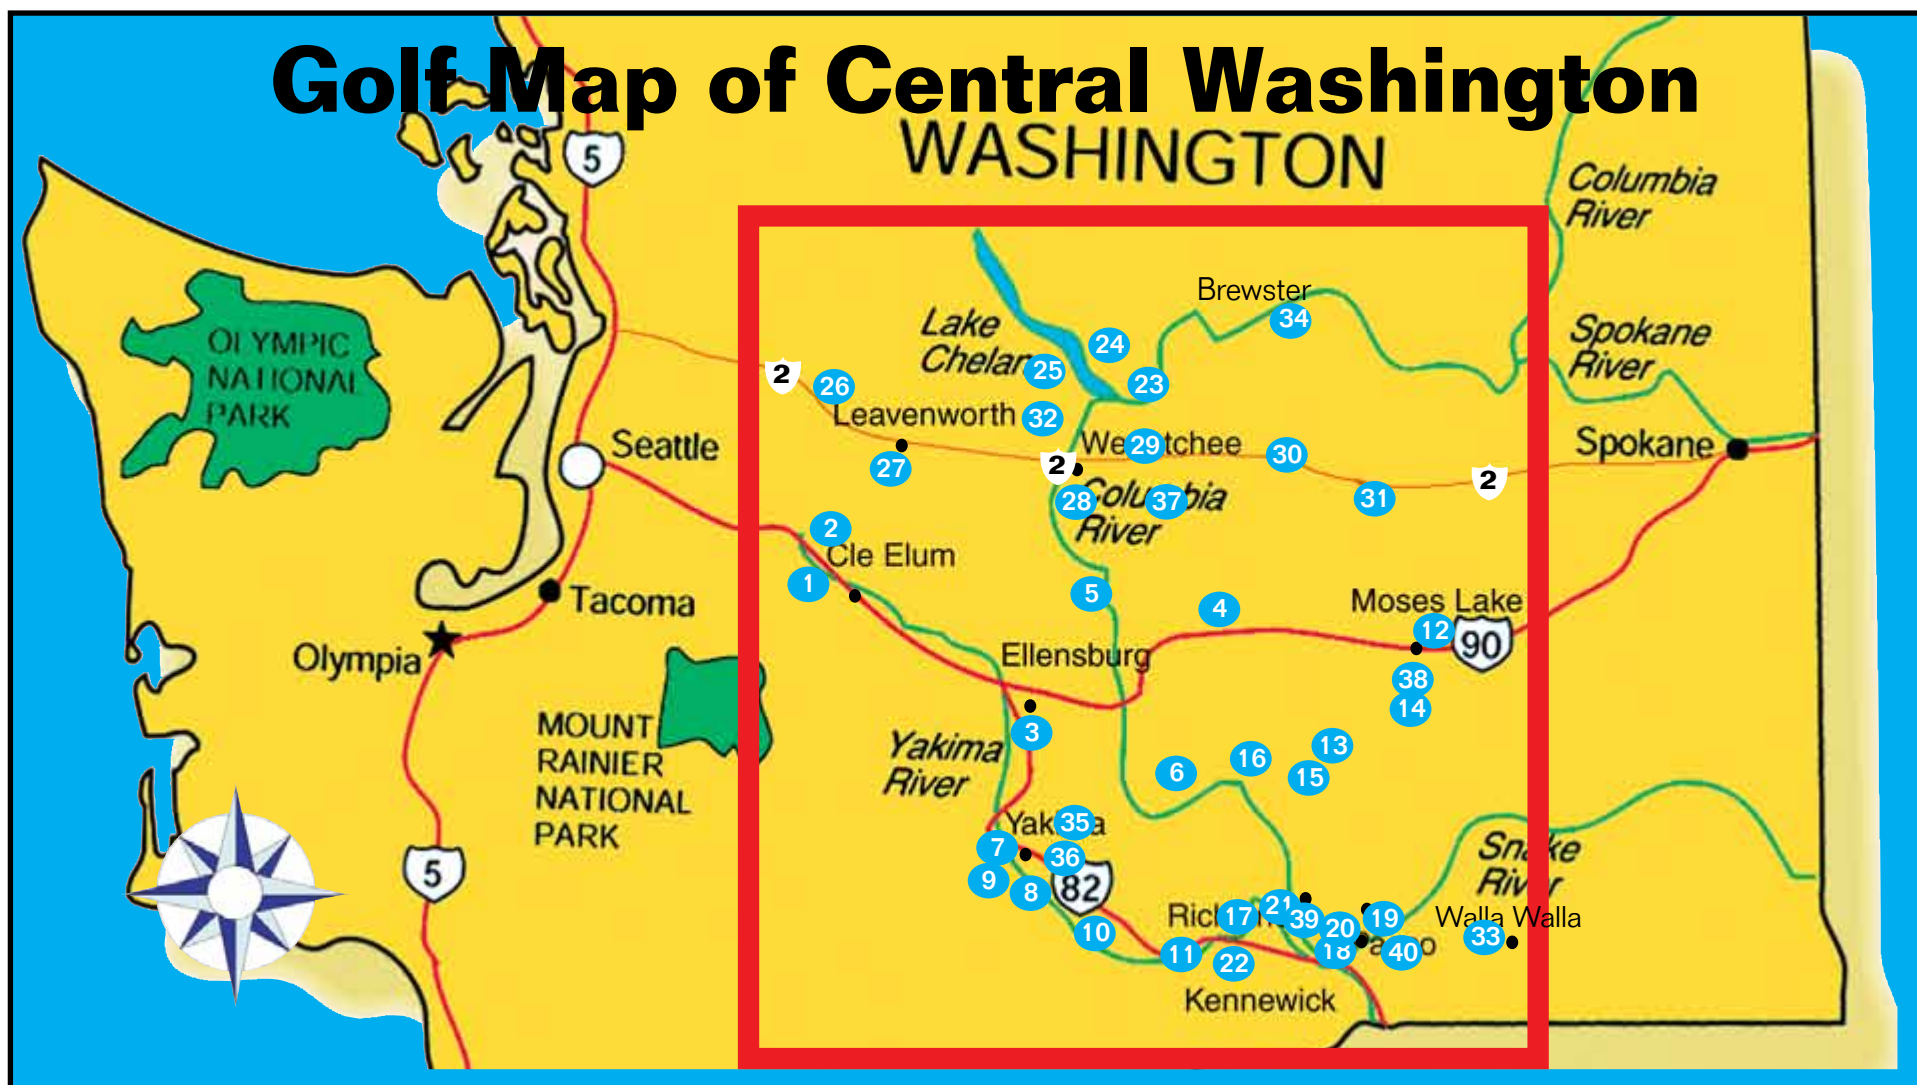 Golf Map of Central Washington
WASHINGTON
5
Columbia
River
Brewster
34
Lake
Chelan
24
25
23
Spokane
River
OLYMPIC
NATIONAL
PARK
2
26
Leavenworth
32
Seattle
Wenatchee
29
30
Spokane
27
2
2
28
Columbia
River
37
31
2
Cle Elum
1
5
4
Moses Lake
12
90
Tacoma
Olympia
Ellensburg
38
14
3
MOUNT
RAINIER
NATIONAL
PARK
Yakima
River
6
16
13
15
Yakima
35
7
36
82
9
8
5
Snake
River
Richland
17
21
39
20
19
Walla Walla
33
10
11
22
18
Pasco
40
Kennewick